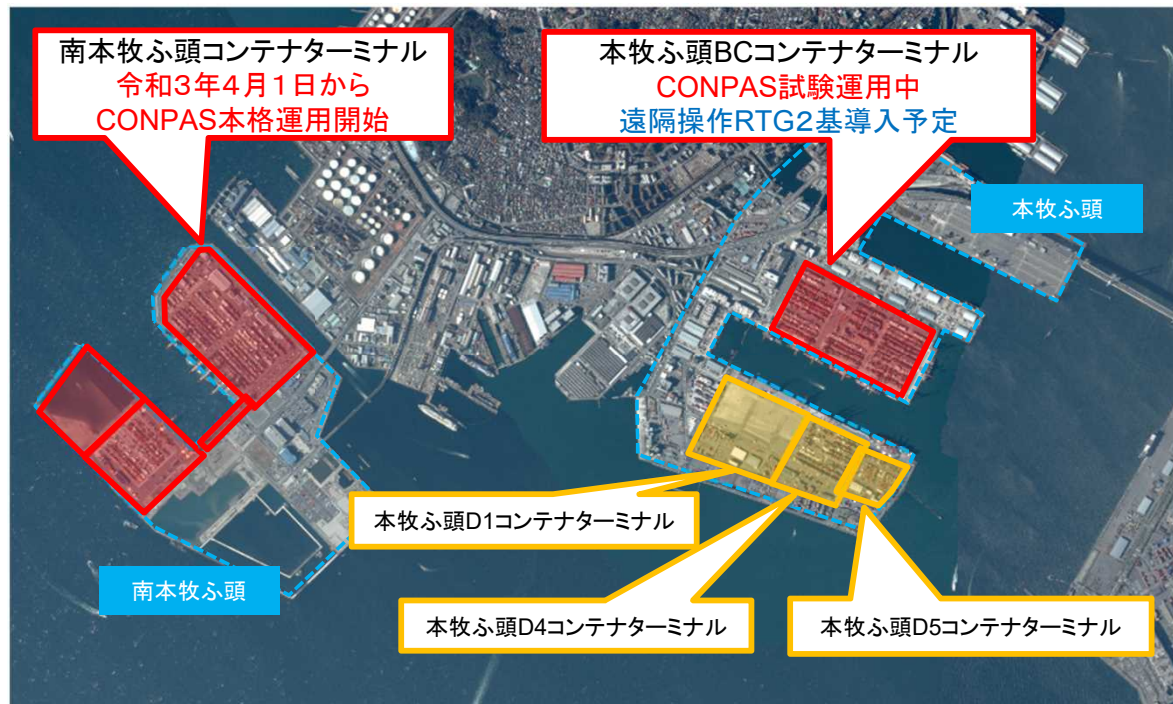 南本牧ふ頭コンテナターミナル
令和3年4月1日から
CONPAS本格運用開始
本牧ふ頭BCコンテナターミナル
CONPAS試験運用中
遠隔操作RTG2基導入予定
本牧ふ頭
本牧ふ頭D1コンテナターミナル
南本牧ふ頭
本牧ふ頭D4コンテナターミナル
本牧ふ頭D5コンテナターミナル